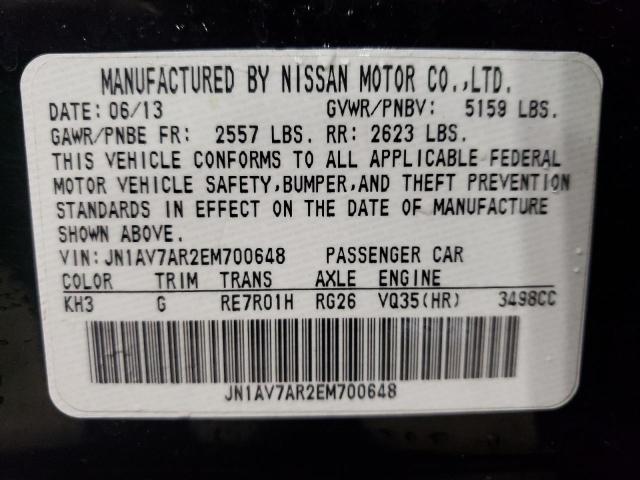 MANUFACTURED BY NISSAN MOTOR CO.,LTD.
DATE: 06/13 GVWR/PNBV: 5159 LBS.
GAWR/PNBE FR: 2557 LBS. RR: 2623 LBS.
THIS VEHICLE CONFORMS TO ALL APPLICABLE FEDERAL
MOTOR VEHICLE SAFETY,BUMPER,AND THEFT PREVENTION
STANDARDS IN EFFECT ON THE DATE OF MANUFACTURE
SHOWN ABOVE.
VIN:JN1AV7AR2EM700648 PASSENGER CAR
COLOR TRIM TRANS AXLE ENGINE
KH3 G RE7R01H RG26 VQ35(HR) 3498CC
JN1AV7AR2EM700648